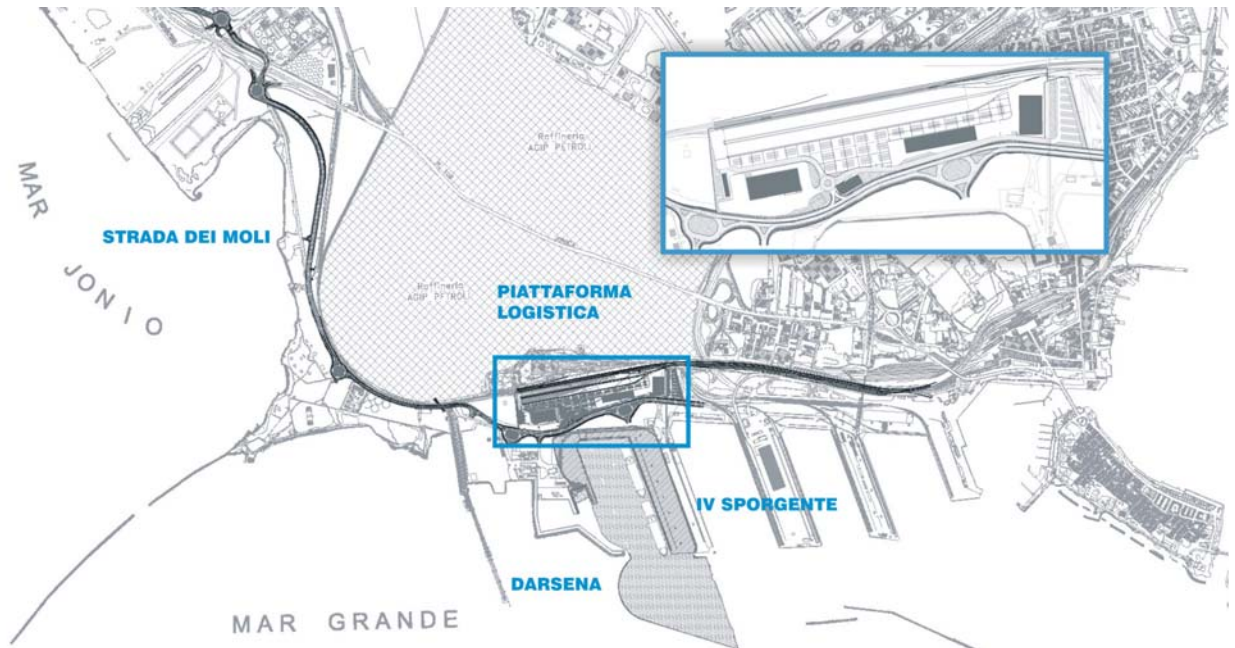 Raffineria
AGIP PETROLI
MAR
JONIO
STRADA DEI MOLI
Raffineria
AGIP PETROLI
PIATTAFORMA
LOGISTICA
IV SPORGENTE
DARSENA
MAR GRANDE